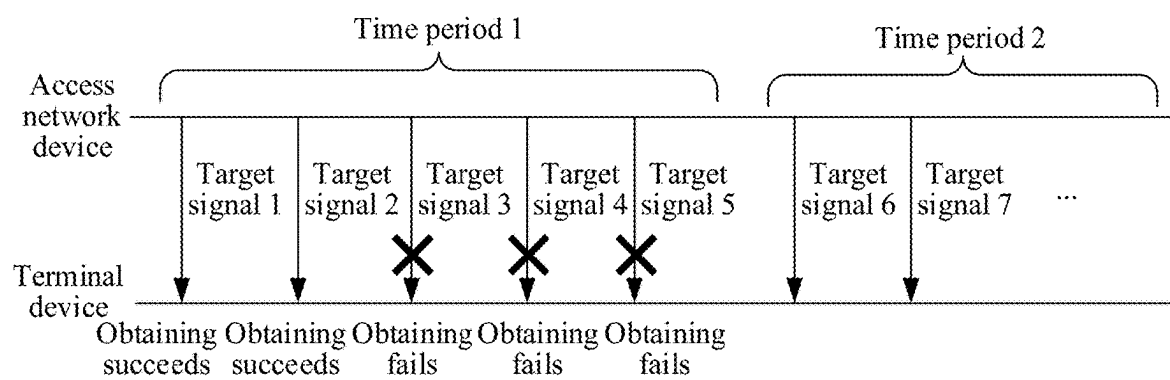 Time period 1
Time period 2
Access
network
device
Target
signal 1
Target
signal 2
Target
signal 3
Target
signal 4
Target
signal 5
Target
signal 6
Target
signal 7
...
Terminal
device
Obtaining
succeeds
Obtaining
succeeds
Obtaining
fails
Obtaining
fails
Obtaining
fails